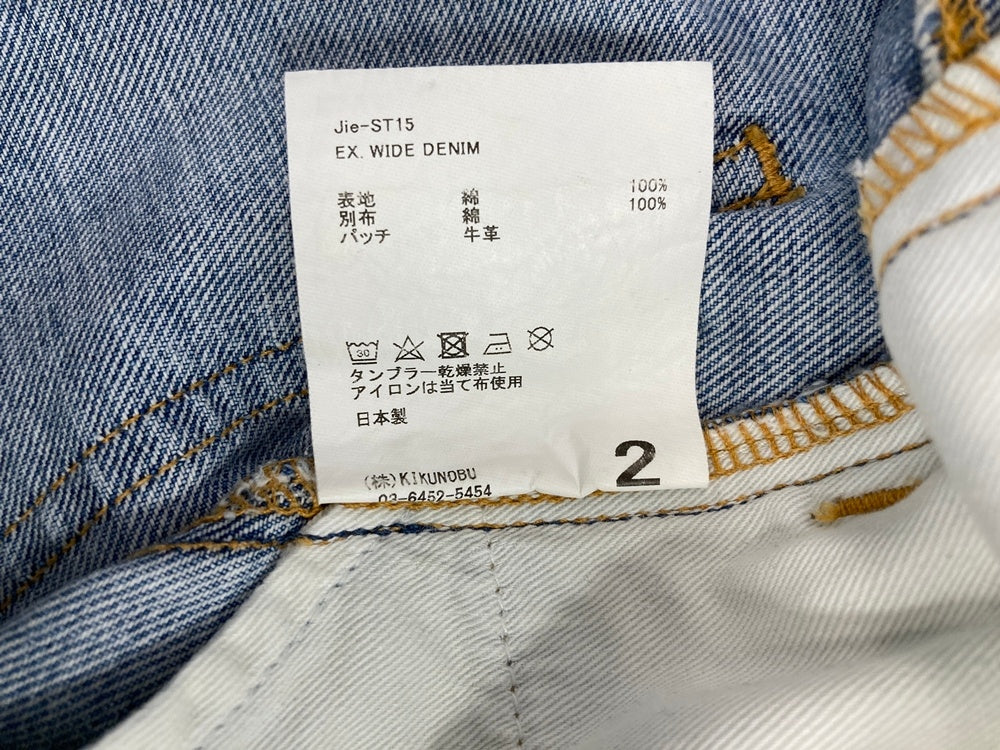 Jie-ST15
EX. WIDE DENIM
表地 綿 100%
別布 綿 100%
パッチ 牛革
30
タンブラー乾燥禁止
アイロンは当て布使用
日本製
2
(株)KIKUNOBU
03-6452-5454